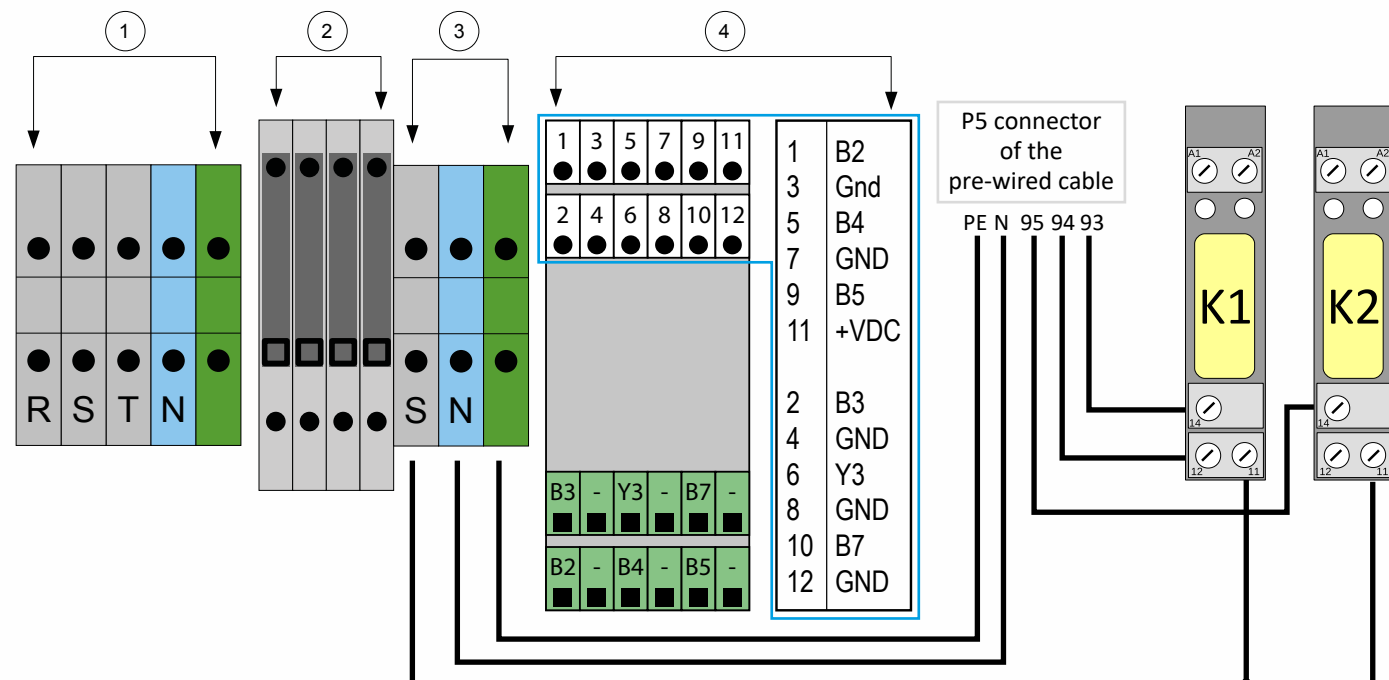 1 2 3 4
R S T N
S N
1 3 5 7 9 11
2 4 6 8 10 12
B3 - Y3 - B7 -
B2 - B4 - B5 -
1 B2
3 Gnd
5 B4
7 GND
9 B5
11 +VDC
2 B3
4 GND
6 Y3
8 GND
10 B7
12 GND
P5 connector
of the
pre-wired cable
PE N 95 94 93
A1 A2
K1
14
12 11
A1 A2
K2
14
12 11